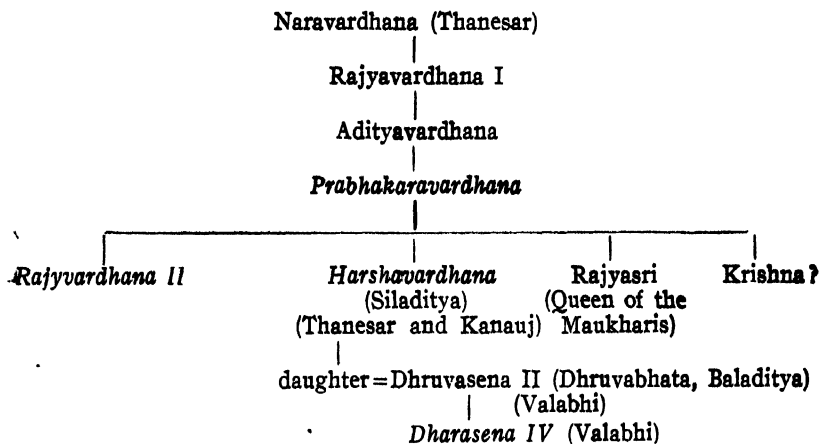 Naravardhana (Thanesar)
Rajyavardhana I
Adityavardhana
Prabhakaravardhana
Rajyvardhana II Harshavardhana Rajyasri Krishna?
(Siladitya) (Queen of the
(Thanesar and Kanauj) Maukharis)
daughter=Dhruvasena II (Dhruvabhata, Baladitya)
(Valabhi)
Dharasena IV (Valabhi)